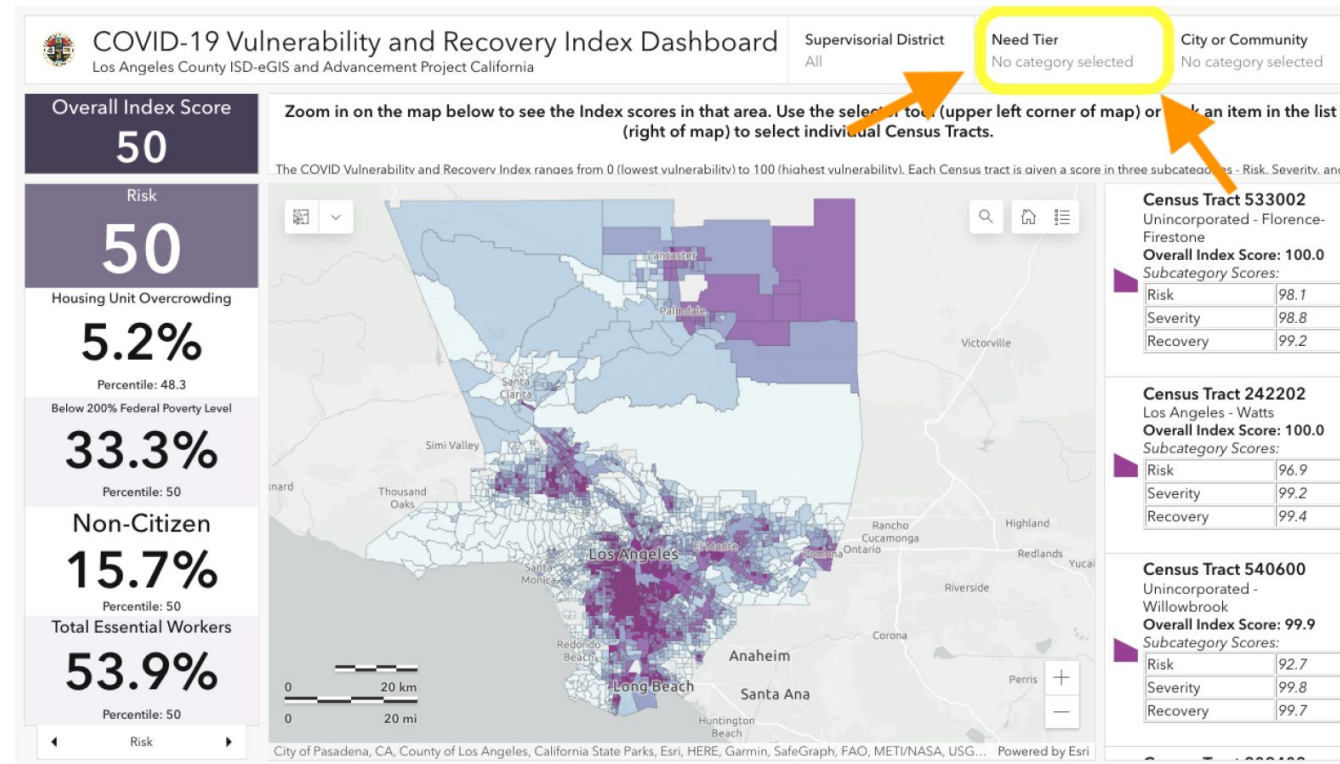 COVID-19 Vulnerability and Recovery Index Dashboard
Los Angeles County ISD-eGIS and Advancement Project California
Supervisorial District
All
Need Tier
No category selected
City or Community
No category selected
Overall Index Score
50
Zoom in on the map below to see the Index scores in that area. Use the selector tool (upper left corner of map) or an item in the list
(right of map) to select individual Census Tracts.
The COVID Vulnerability and Recovery Index ranges from 0 (lowest vulnerability) to 100 (highest vulnerability). Each Census tract is given a score in three subcategories - Risk, Severity, and
Risk
50
Housing Unit Overcrowding
5.2%
Percentile: 48.3
Below 200% Federal Poverty Level
33.3%
Percentile: 50
Non-Citizen
15.7%
Percentile: 50
Total Essential Workers
53.9%
Percentile: 50
Risk
Lancaster
Palmdale
Victorville
Santa
Clarita
Simi Valley
Thousand
Oaks
Los Angeles
Santa
Monica
Pomona
Ontario
Rancho
Cucamonga
Highland
Redlands
Riverside
Corona
Redondo
Beach
Anaheim
Long Beach
Santa Ana
Perris
Huntington
Beach
0 20 km
0 20 mi
City of Pasadena, CA, County of Los Angeles, California State Parks, Esri, HERE, Garmin, SafeGraph, FAO, METI/NASA, USG... Powered by Esri
Census Tract 533002
Unincorporated - Florence-
Firestone
Overall Index Score: 100.0
Subcategory Scores:
Risk 98.1
Severity 98.8
Recovery 99.2
Census Tract 242202
Los Angeles - Watts
Overall Index Score: 100.0
Subcategory Scores:
Risk 96.9
Severity 99.2
Recovery 99.4
Census Tract 540600
Unincorporated -
Willowbrook
Overall Index Score: 99.9
Subcategory Scores:
Risk 92.7
Severity 99.8
Recovery 99.7